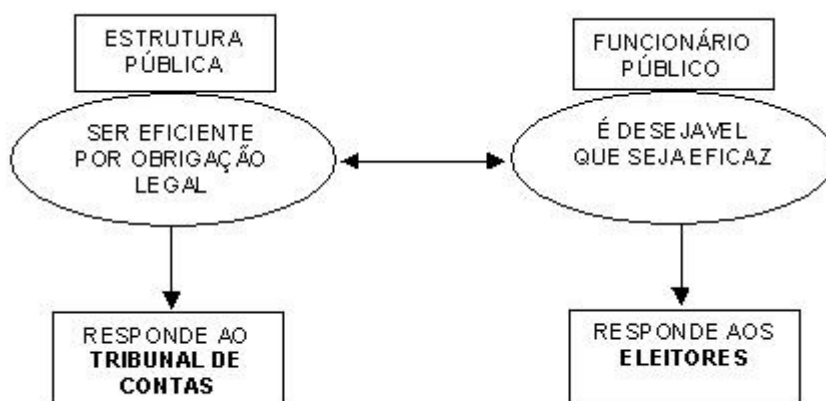 ESTRUTURA
PÚBLICA
SER EFICIENTE
POR OBRIGAÇÃO
LEGAL
RESPONDE AO
TRIBUNAL DE
CONTAS
FUNCIONÁRIO
PÚBLICO
É DESEJAVEL
QUE SEJA EFICAZ
RESPONDE AOS
ELEITORES